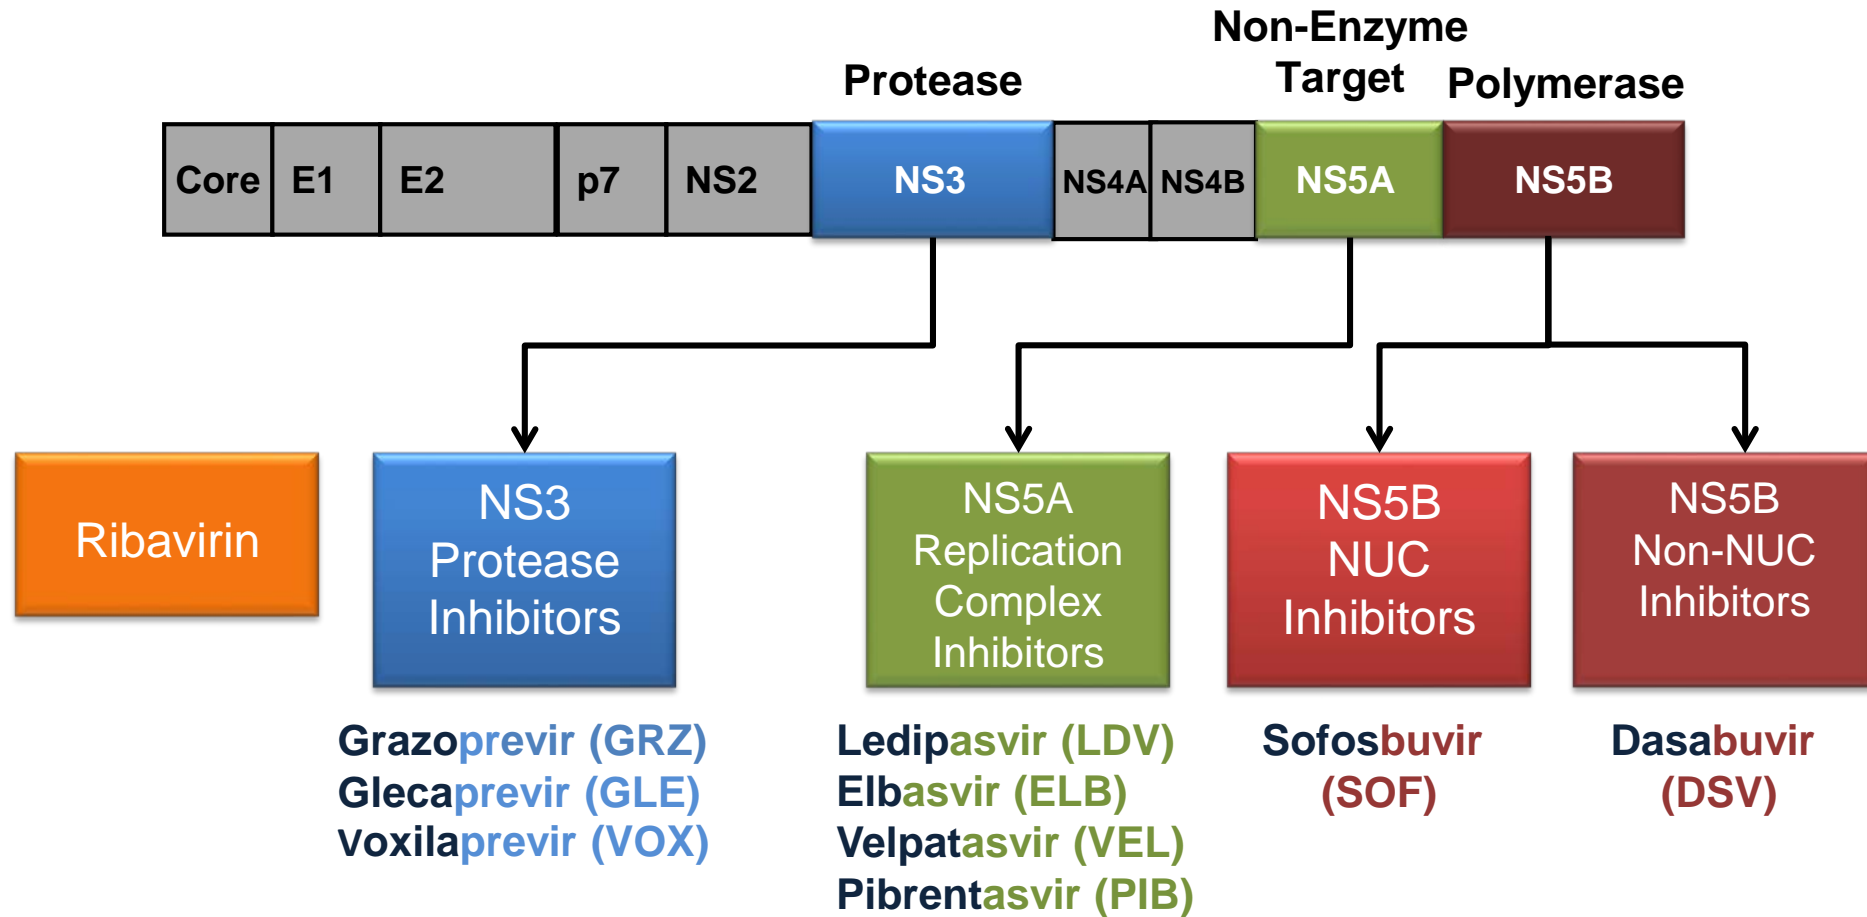 Non-Enzyme
Target
Protease
Polymerase
Core
E1
E2
p7
NS2
NS3
NS4A
NS4B
NS5A
NS5B
Ribavirin
NS3
Protease
Inhibitors
NS5A
Replication
Complex
Inhibitors
NS5B
NUC
Inhibitors
NS5B
Non-NUC
Inhibitors
Grazoprevir (GRZ)
Glecaprevir (GLE)
Voxilaprevir (VOX)
Ledipasvir (LDV)
Elbasvir (ELB)
Velpatasvir (VEL)
Pibrentasvir (PIB)
Sofosbuvir
(SOF)
Dasabuvir
(DSV)